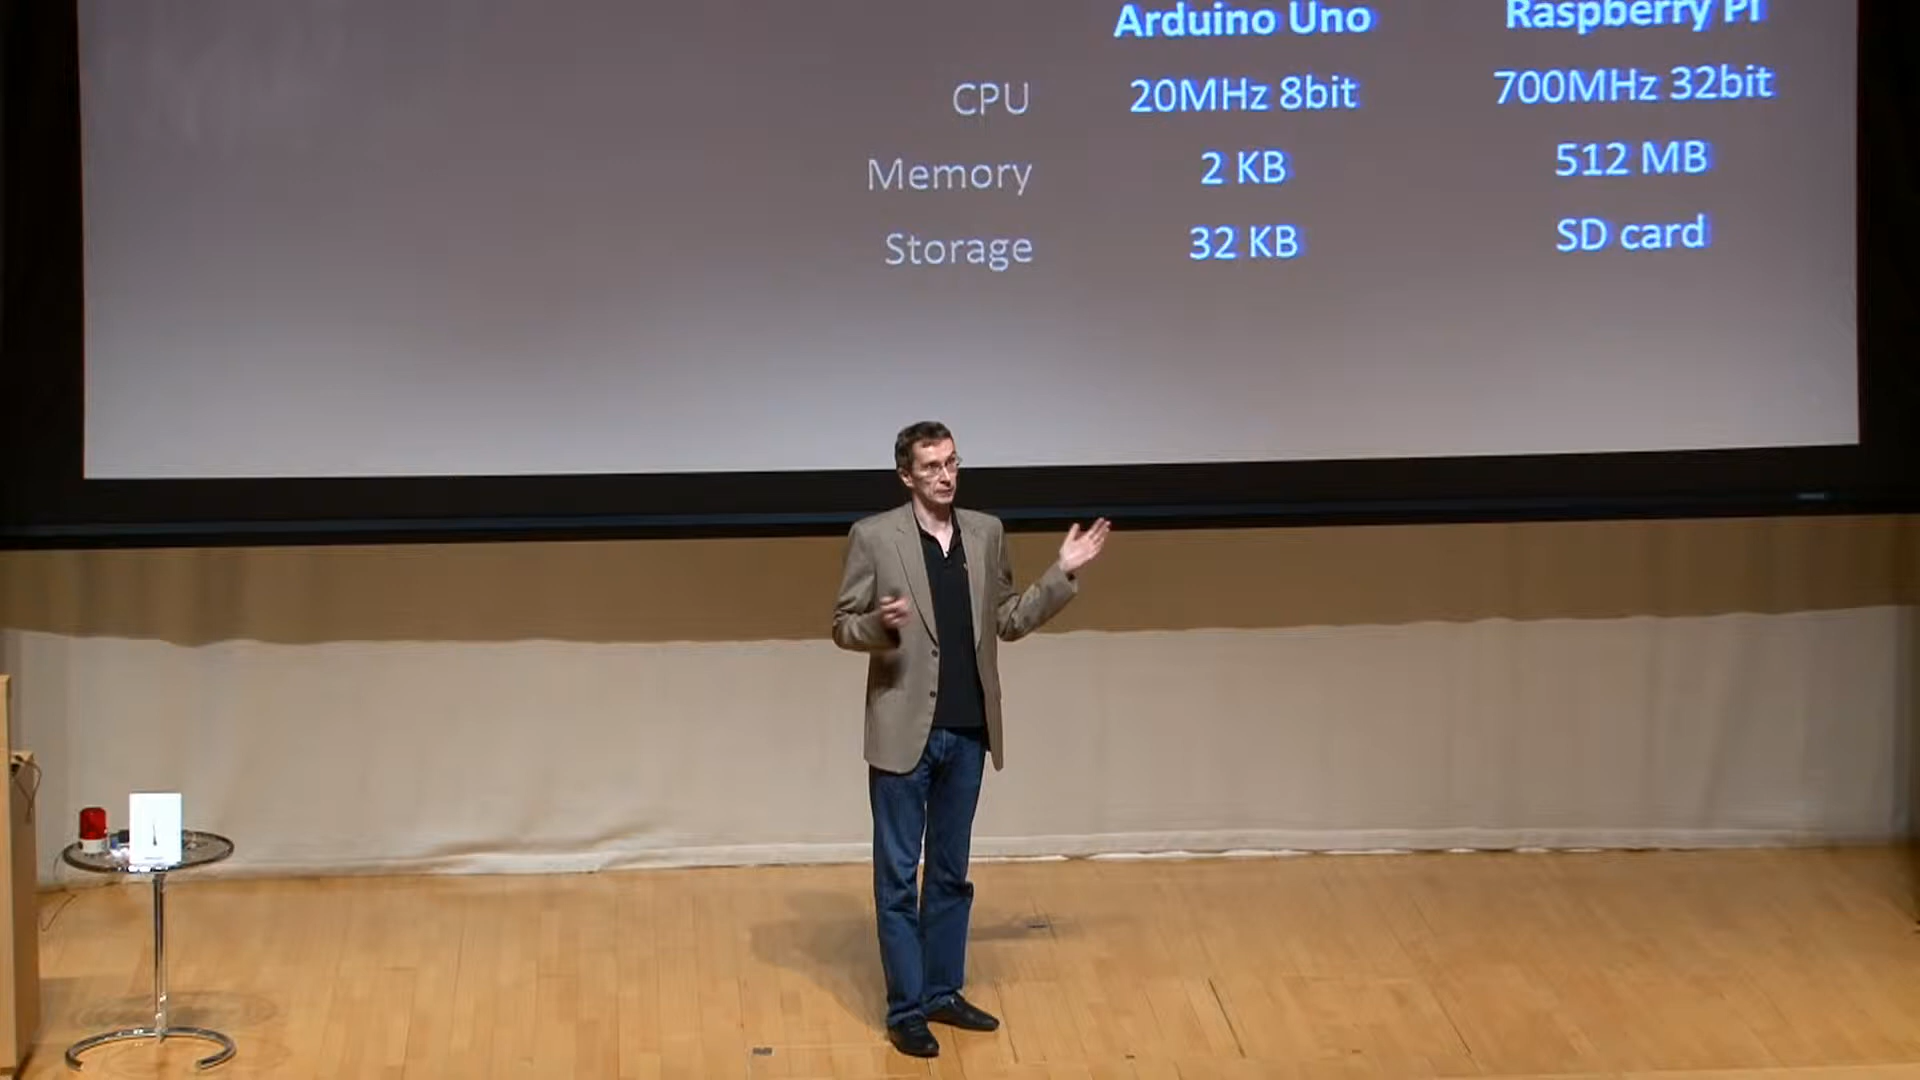 Arduino Uno Raspberry Pi
CPU 20MHz 8bit 700MHz 32bit
Memory 2 KB 512 MB
Storage 32 KB SD card